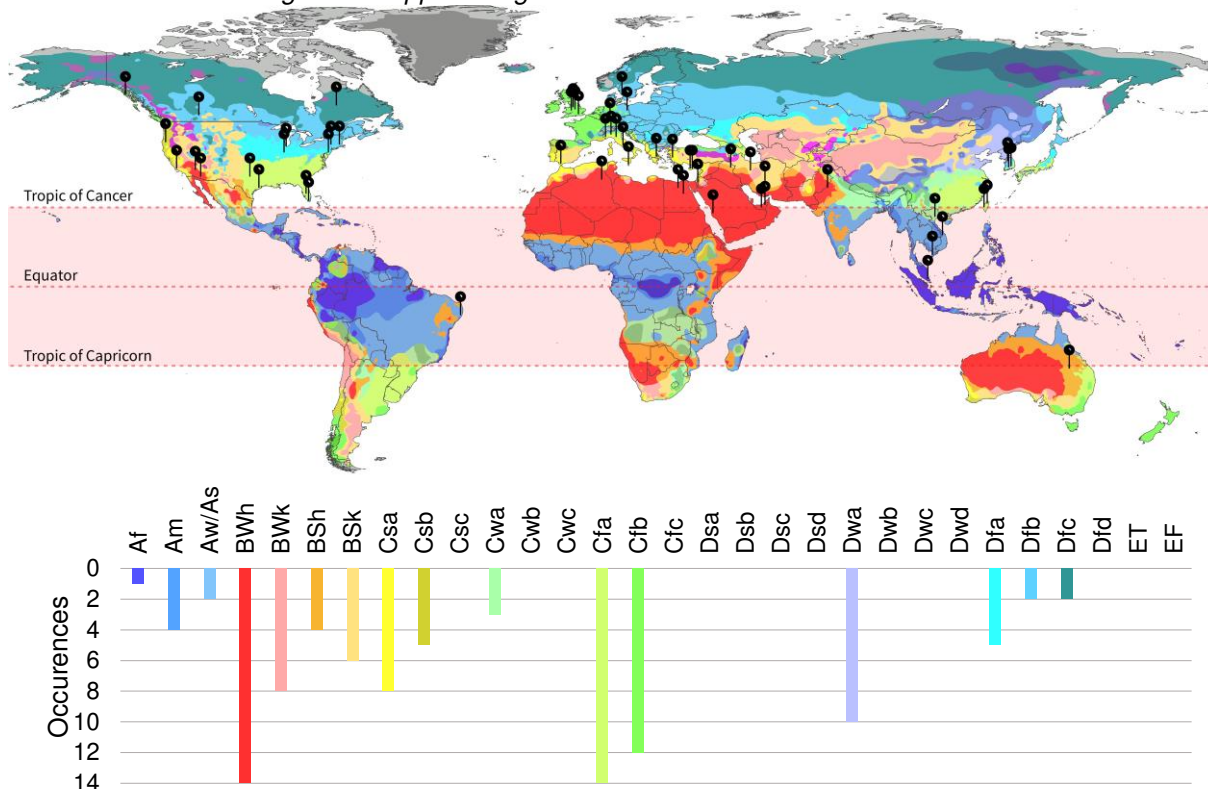 Tropic of Cancer
Equator
Tropic of Capricorn
Af
Am
Aw/As
BWh
BWk
BSh
BSk
Csa
Csb
Csc
Cwa
Cwb
Cwc
Cfa
Cfb
Cfc
Dsa
Dsb
Dsc
Dsd
Dwa
Dwb
Dwc
Dwd
Dfa
Dfb
Dfc
Dfd
ET
EF
Occurences
0
2
4
6
8
10
12
14